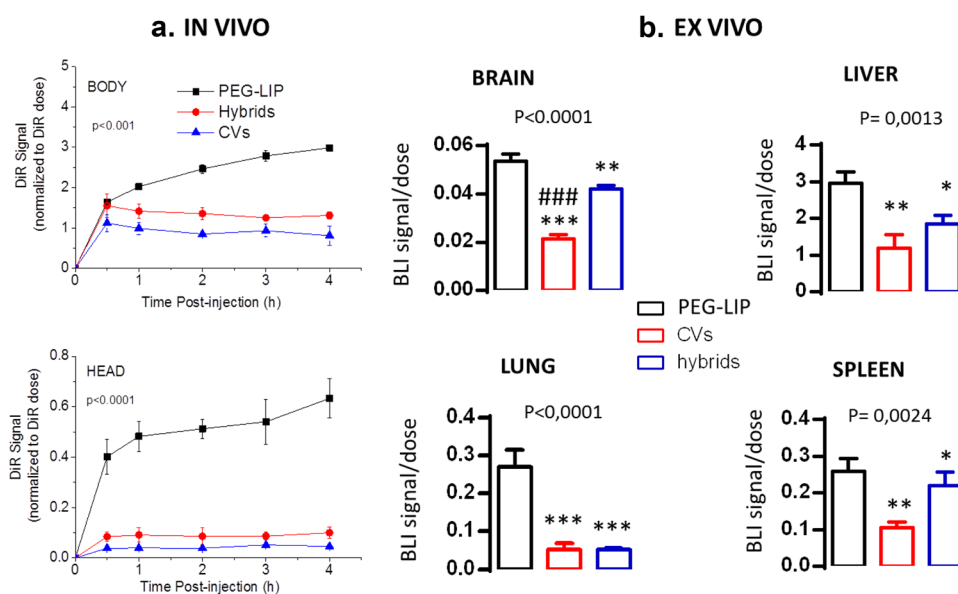 a. IN VIVO
BODY
p<0.001
PEG-LIP
Hybrids
CVs
DiR Signal
(normalized to DiR dose)
5
4
3
2
1
0
0 1 2 3 4
Time Post-injection (h)
HEAD
p<0.0001
DiR Signal
(normalized to DiR dose)
0.8
0.6
0.4
0.2
0.0
0 1 2 3 4
Time Post-injection (h)
b. EX VIVO
BRAIN
P<0.0001
BLI signal/dose
0.06
0.04
0.02
0.00
###
***
**
LIVER
P= 0,0013
BLI signal/dose
4
3
2
1
0
**
*
PEG-LIP
CVs
hybrids
LUNG
P<0,0001
BLI signal/dose
0.4
0.3
0.2
0.1
0.0
***
***
SPLEEN
P= 0,0024
BLI signal/dose
0.4
0.3
0.2
0.1
0.0
**
*